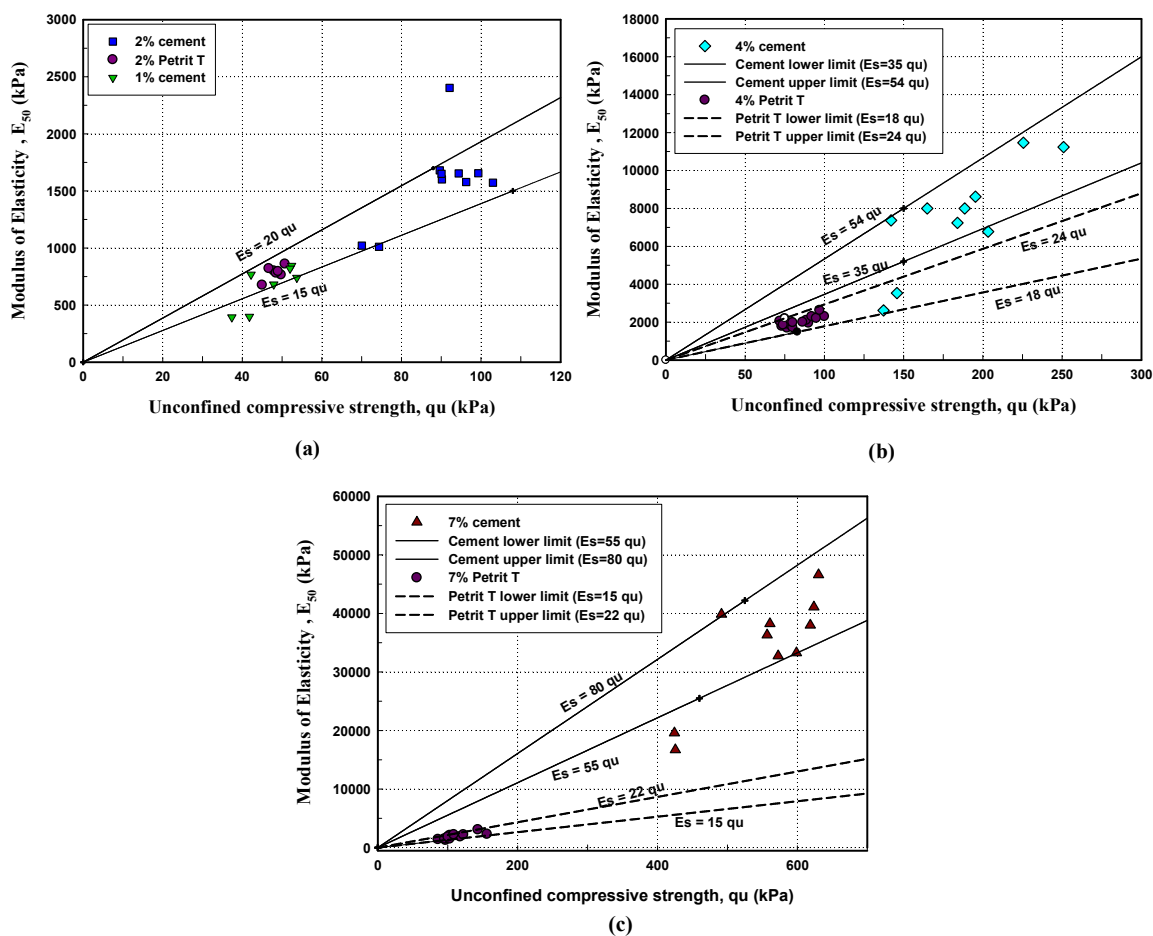 3000
2500
2000
1500
1000
500
0
Modulus of Elasticity , E50 (kPa)
2% cement
2% Petrit T
1% cement
Es = 20 qu
Es = 15 qu
0 20 40 60 80 100 120
Unconfined compressive strength, qu (kPa)
(a)
18000
16000
14000
12000
10000
8000
6000
4000
2000
0
Modulus of Elasticity , E50 (kPa)
4% cement
Cement lower limit (Es=35 qu)
Cement upper limit (Es=54 qu)
4% Petrit T
Petrit T lower limit (Es=18 qu)
Petrit T upper limit (Es=24 qu)
Es = 54 qu
Es = 35 qu
Es = 24 qu
Es = 18 qu
0 50 100 150 200 250 300
Unconfined compressive strength, qu (kPa)
(b)
60000
50000
40000
30000
20000
10000
0
Modulus of Elasticity , E50 (kPa)
7% cement
Cement lower limit (Es=55 qu)
Cement upper limit (Es=80 qu)
7% Petrit T
Petrit T lower limit (Es=15 qu)
Petrit T upper limit (Es=22 qu)
Es = 80 qu
Es = 55 qu
Es = 22 qu
Es = 15 qu
0 200 400 600
Unconfined compressive strength, qu (kPa)
(c)